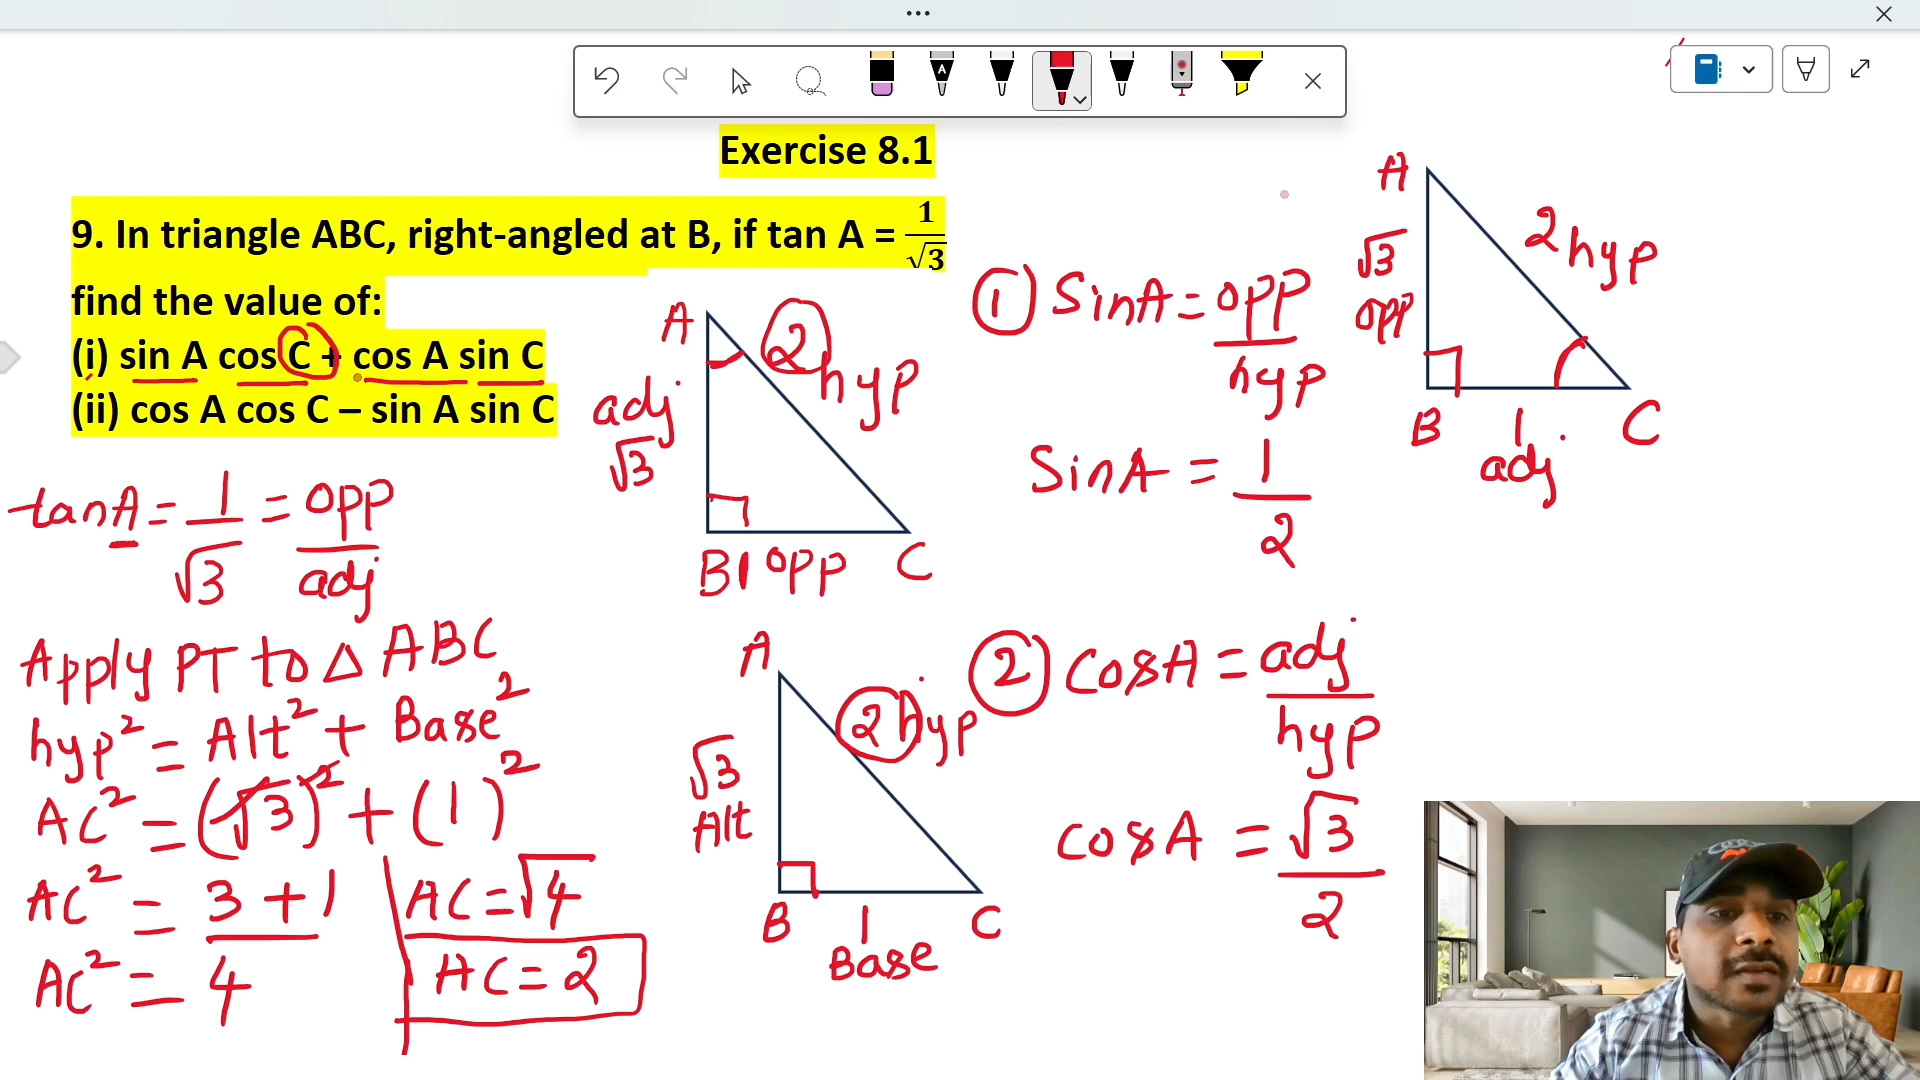 Exercise 8.1
9. In triangle ABC, right-angled at B, if tan A = 1/√3
find the value of:
(i) sin A cos C + cos A sin C
(ii) cos A cos C – sin A sin C
tanA = 1/√3 = opp/adj
Apply PT to △ ABC
hyp² = Alt² + Base²
AC² = (√3)² + (1)²
AC² = 3 + 1
AC² = 4
AC = √4
AC = 2
A
2 hyp
adj
√3
B 1 opp C
A
2 hyp
√3
Alt
B 1 C
Base
① SinA = opp/hyp
SinA = 1/2
② CosA = adj/hyp
cosA = √3/2
A
2 hyp
√3
opp
B 1 C
adj